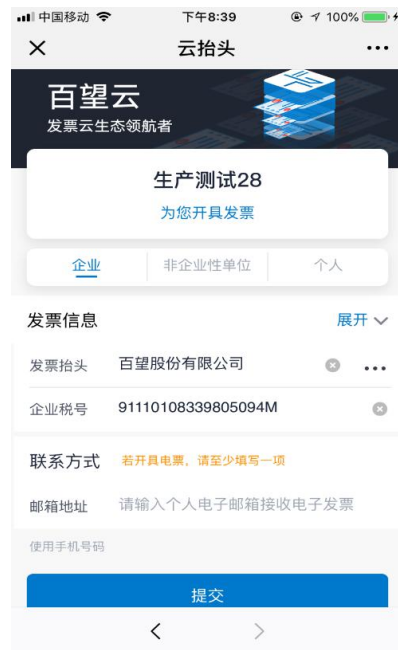 中国移动 下午8:39 100%
云抬头
百望云
发票云生态领航者
生产测试28
为您开具发票
企业 非企业性单位 个人
发票信息 展开
发票抬头 百望股份有限公司
企业税号 91110108339805094M
联系方式 若开具电票，请至少填写一项
邮箱地址 请输入个人电子邮箱接收电子发票
使用手机号码
提交